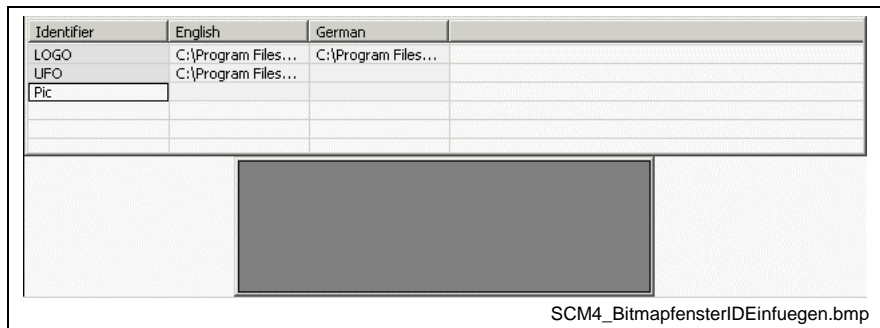 Identifier English German
LOGO C:\Program Files... C:\Program Files...
UFO C:\Program Files...
Pic
SCM4_BitmapfensterIDEinfuegen.bmp